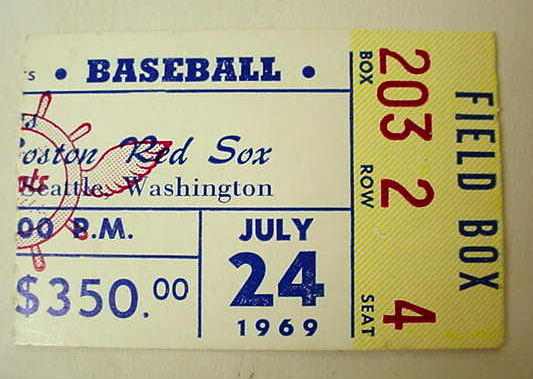 's • BASEBALL •
s
oston Red Sox
ots
eattle, Washington
00 P.M.
$350.00
JULY
24
1969
BOX 203
ROW 2
SEAT 4
FIELD BOX